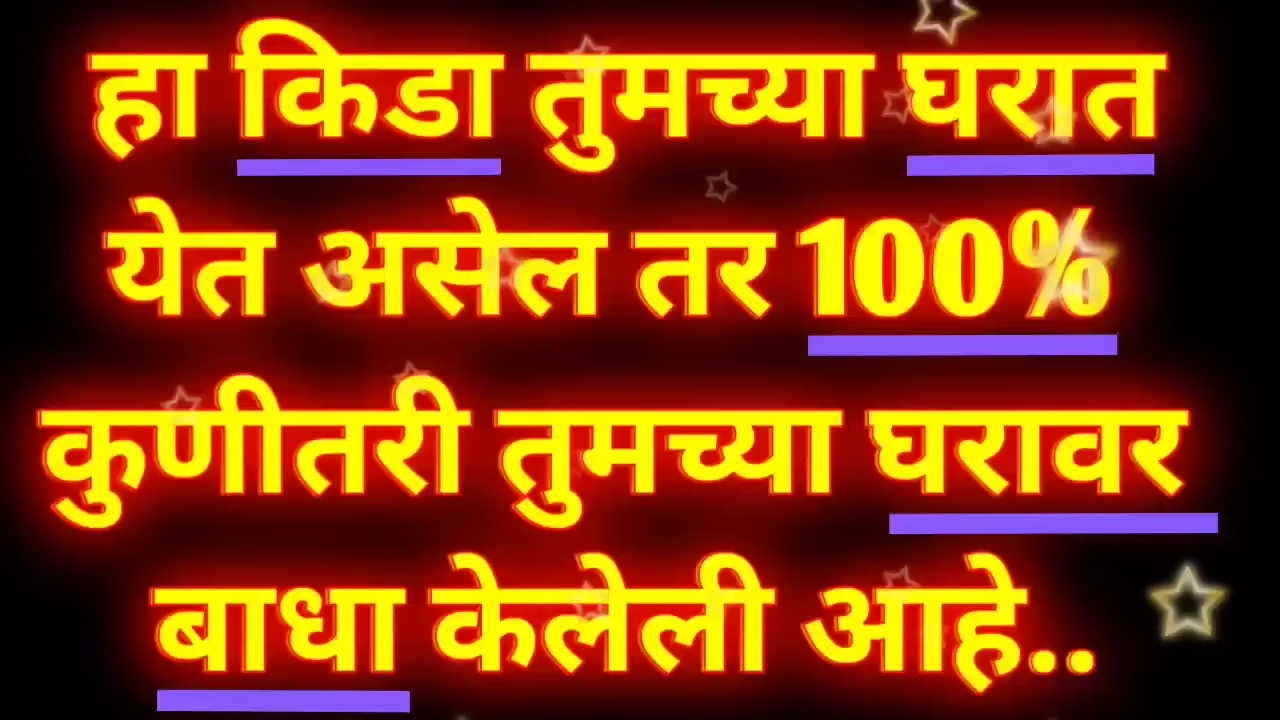 हा किडा तुमच्या घरात
येत असेल तर 100%
कुणीतरी तुमच्या घरावर
बाधा केलेली आहे..